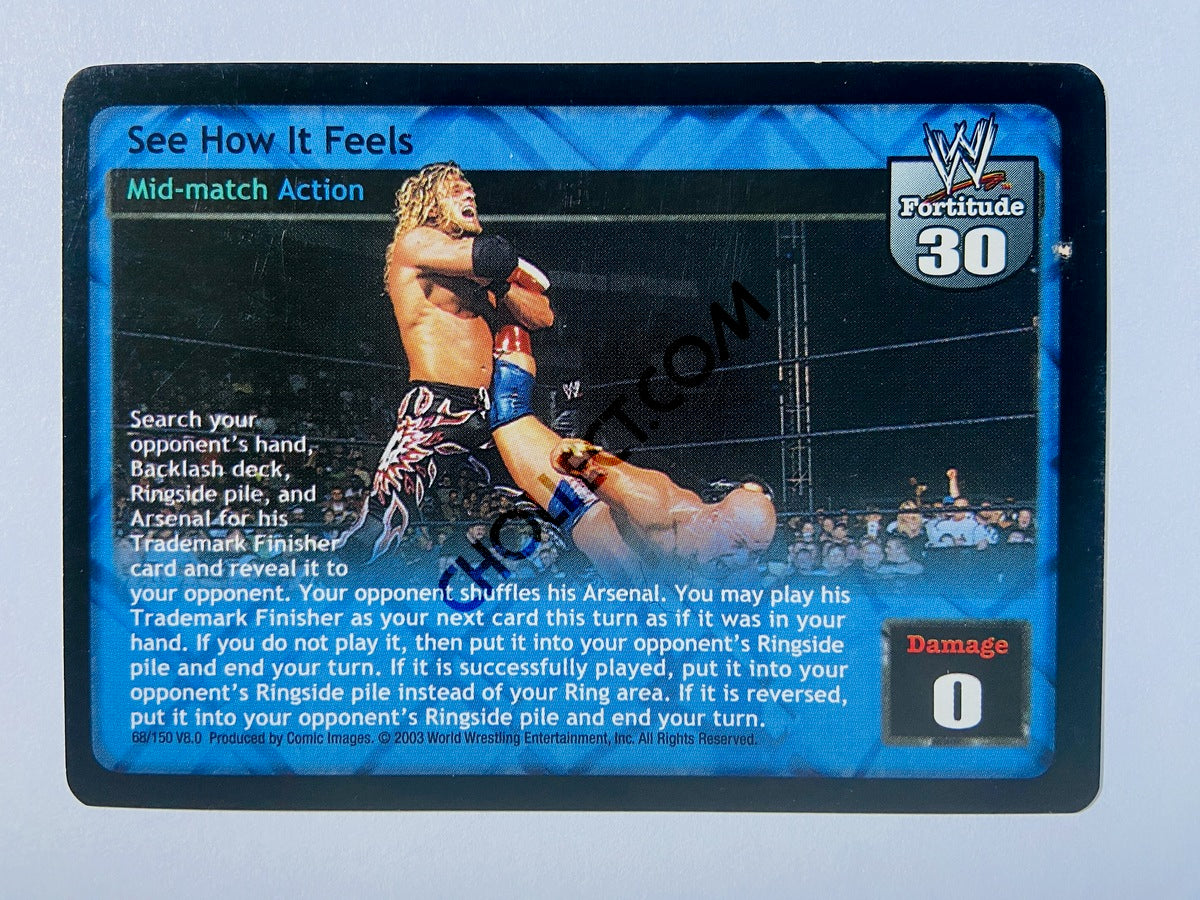 See How It Feels
Mid-match Action
W
Fortitude
30
CHOLLECT.COM
Search your
opponent's hand,
Backlash deck,
Ringside pile, and
Arsenal for his
Trademark Finisher
card and reveal it to
your opponent. Your opponent shuffles his Arsenal. You may play his
Trademark Finisher as your next card this turn as if it was in your
hand. If you do not play it, then put it into your opponent's Ringside
pile and end your turn. If it is successfully played, put it into your
opponent's Ringside pile instead of your Ring area. If it is reversed,
put it into your opponent's Ringside pile and end your turn.
Damage
0
68/150 V8.0 Produced by Comic Images. © 2003 World Wrestling Entertainment, Inc. All Rights Reserved.